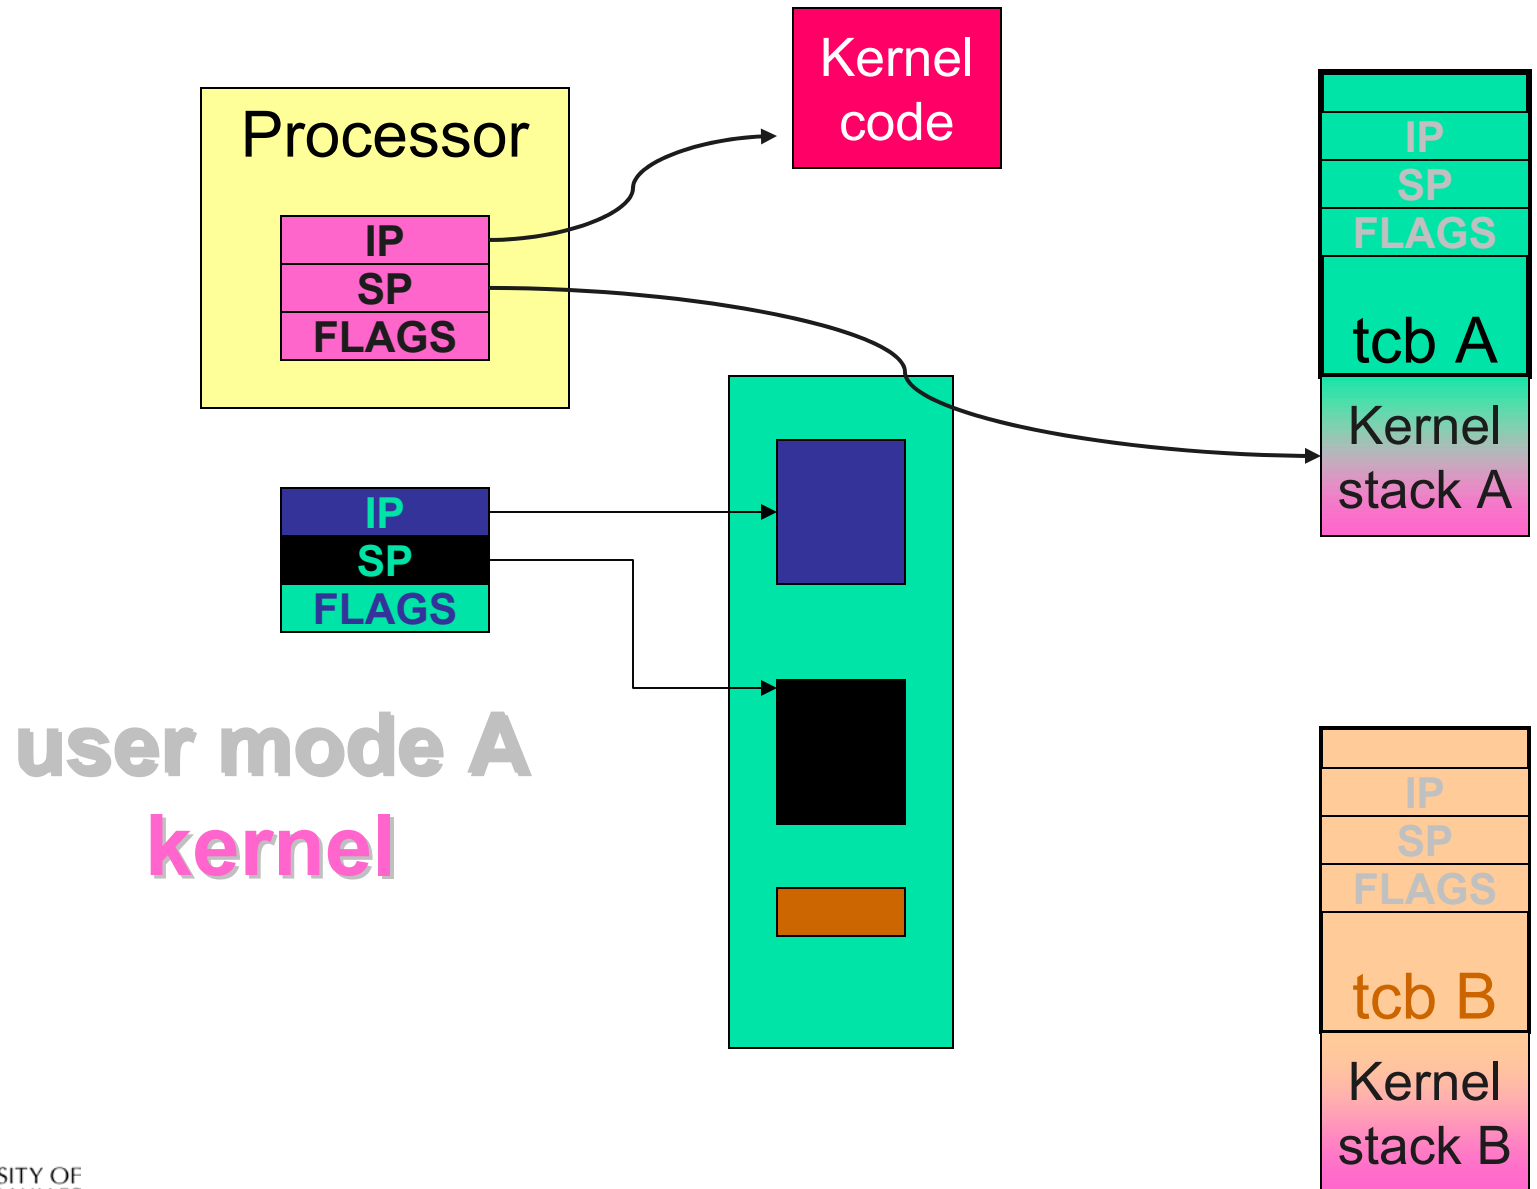 Kernel
code
Processor
IP
SP
FLAGS
IP
SP
FLAGS
tcb A
Kernel
stack A
IP
SP
FLAGS
user mode A
kernel
IP
SP
FLAGS
tcb B
Kernel
stack B
SITY OF